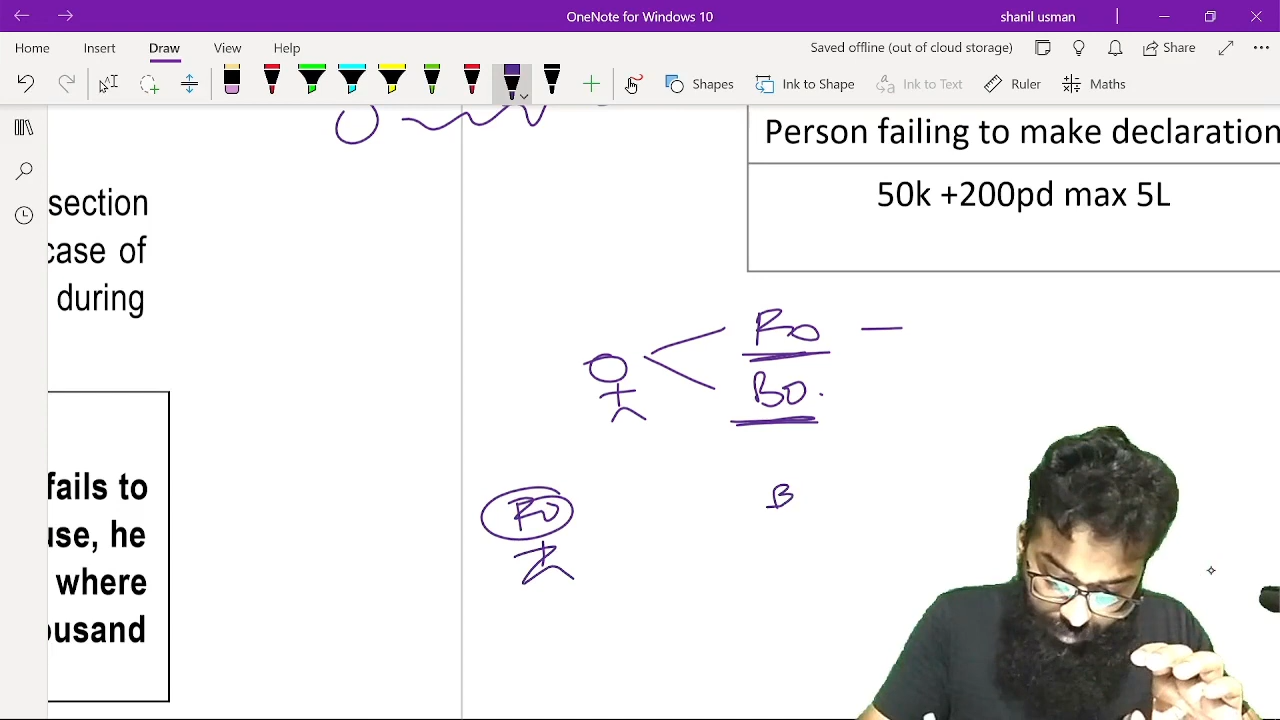 OneNote for Windows 10
shanil usman
Home Insert Draw View Help
Saved offline (out of cloud storage)
Share
Shapes Ink to Shape Ink to Text Ruler Maths
Person failing to make declaration
50k +200pd max 5L
section
case of
during
Ro
Bo.
fails to
use, he
where
ousand
Ro
B